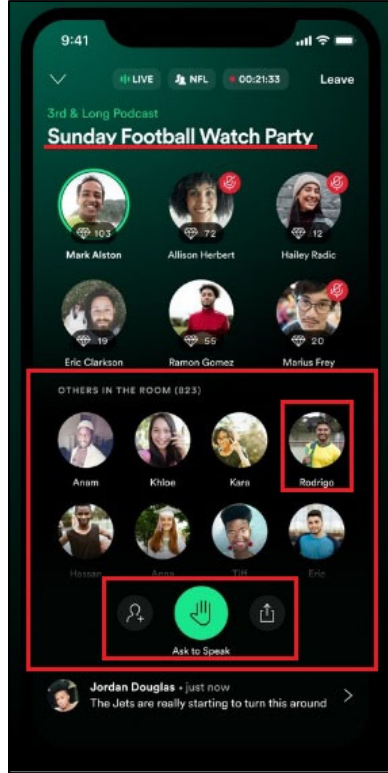 9:41
LIVE NFL 00:21:33 Leave
3rd & Long Podcast
Sunday Football Watch Party
103 72 12
Mark Alston Allison Herbert Hailey Radic
19 55 20
Eric Clarkson Ramon Gomez Marius Frey
OTHERS IN THE ROOM (823)
Anam Khloe Kara Rodrigo
Hassan Anna Tiff Eric
Ask to Speak
Jordan Douglas • just now
The Jets are really starting to turn this around